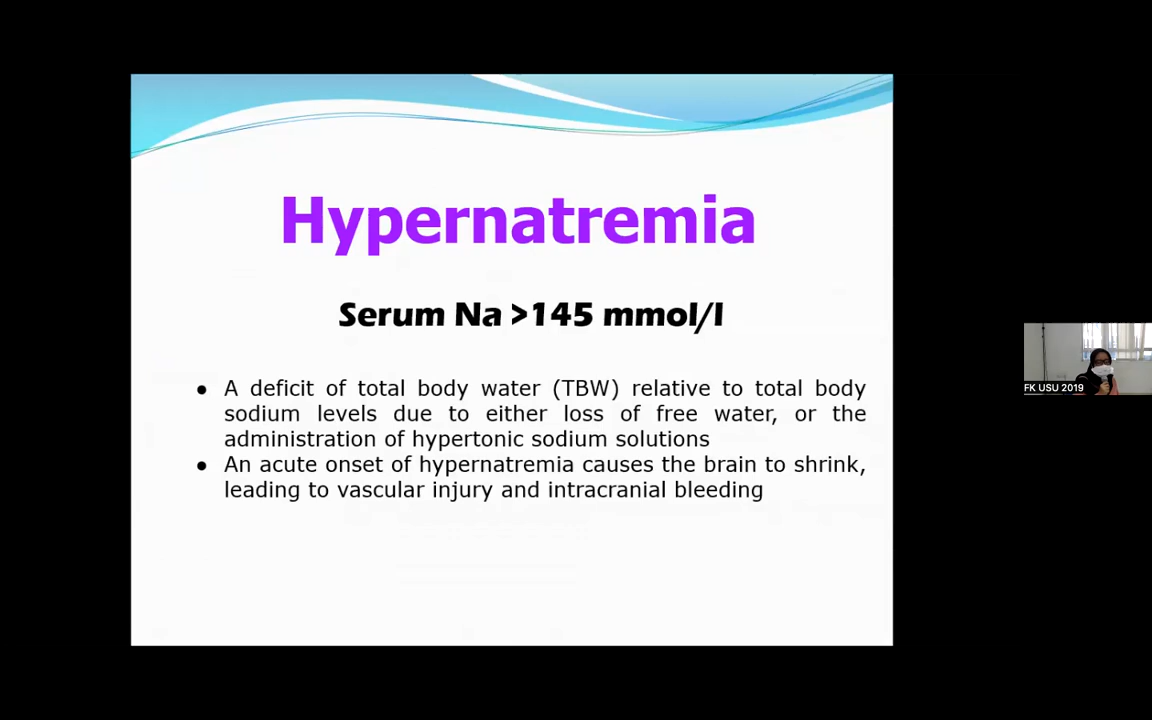 Hypernatremia
Serum Na >145 mmol/l
● A deficit of total body water (TBW) relative to total body
sodium levels due to either loss of free water, or the
administration of hypertonic sodium solutions
● An acute onset of hypernatremia causes the brain to shrink,
leading to vascular injury and intracranial bleeding
FK USU 2019